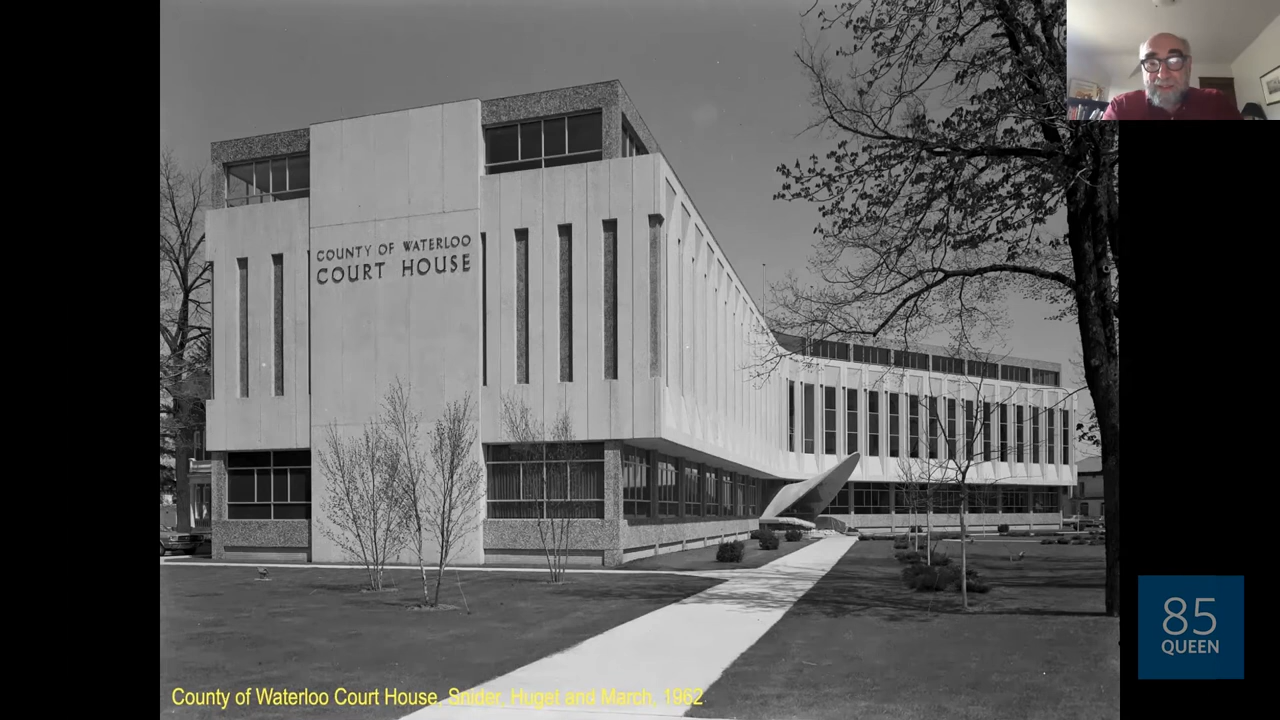 COUNTY OF WATERLOO
COURT HOUSE
85
QUEEN
County of Waterloo Court House, Snider, Huget and March, 1962